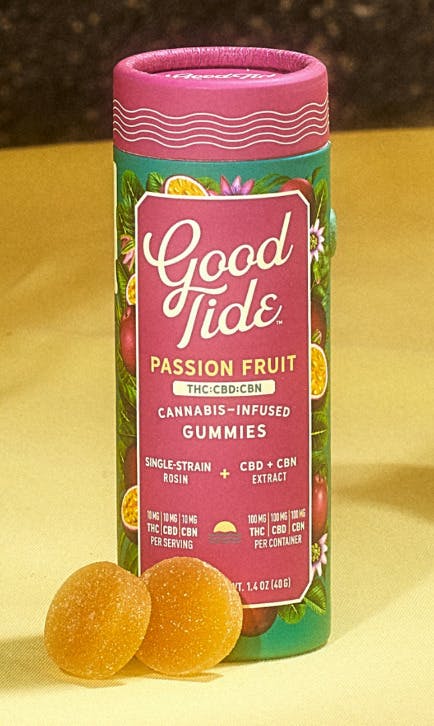 Good
Tide™
PASSION FRUIT
THC:CBD:CBN
CANNABIS-INFUSED
GUMMIES
SINGLE-STRAIN
ROSIN
+
CBD + CBN
EXTRACT
10 MG | 10 MG | 10 MG
THC | CBD | CBN
PER SERVING
100 MG | 100 MG | 100 MG
THC | CBD | CBN
PER CONTAINER
WT. 1.4 OZ (40 G)